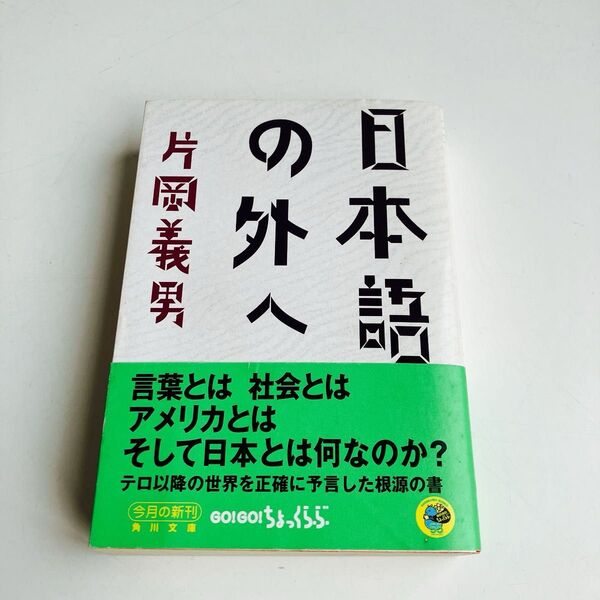 日本語
の外へ
片岡義男
言葉とは 社会とは
アメリカとは
そして日本とは何なのか?
テロ以降の世界を正確に予言した根源の書
今月の新刊
角川文庫
GO!GO!ちょっくらぶ